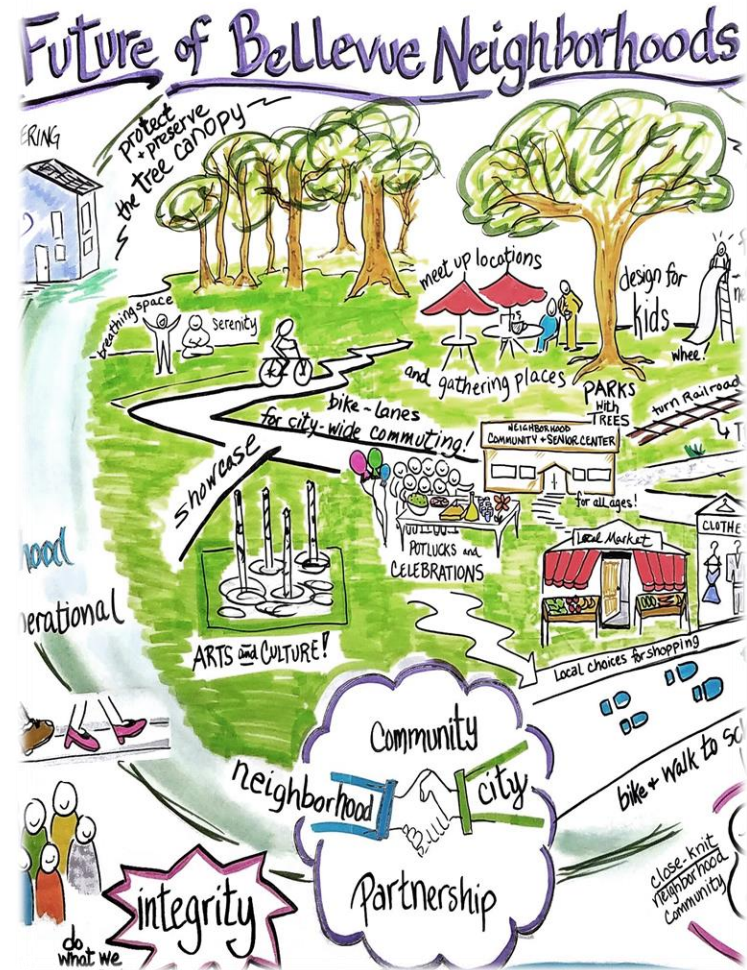 Future of Bellevue Neighborhoods
ERING
protect
+ preserve
the tree canopy
breathing space
serenity
meet up locations
and gathering places
design for
kids
whee!
PARKS
with
TREES
turn Railroad
bike-lanes
for city-wide commuting!
NEIGHBORHOOD
COMMUNITY + SENIOR CENTER
for all ages!
showcase
POTLUCKS and
CELEBRATIONS
Local Market
CLOTHE
ARTS and CULTURE!
Local choices for shopping
hood
nerational
Community
neighborhood
city
Partnership
bike + walk to sc
close-knit
neighborhood
community
integrity
do
what we